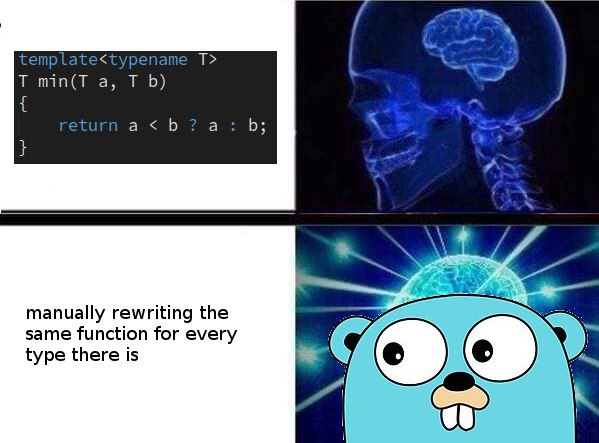 template<typename T>
T min(T a, T b)
{
    return a < b ? a : b;
}
manually rewriting the
same function for every
type there is